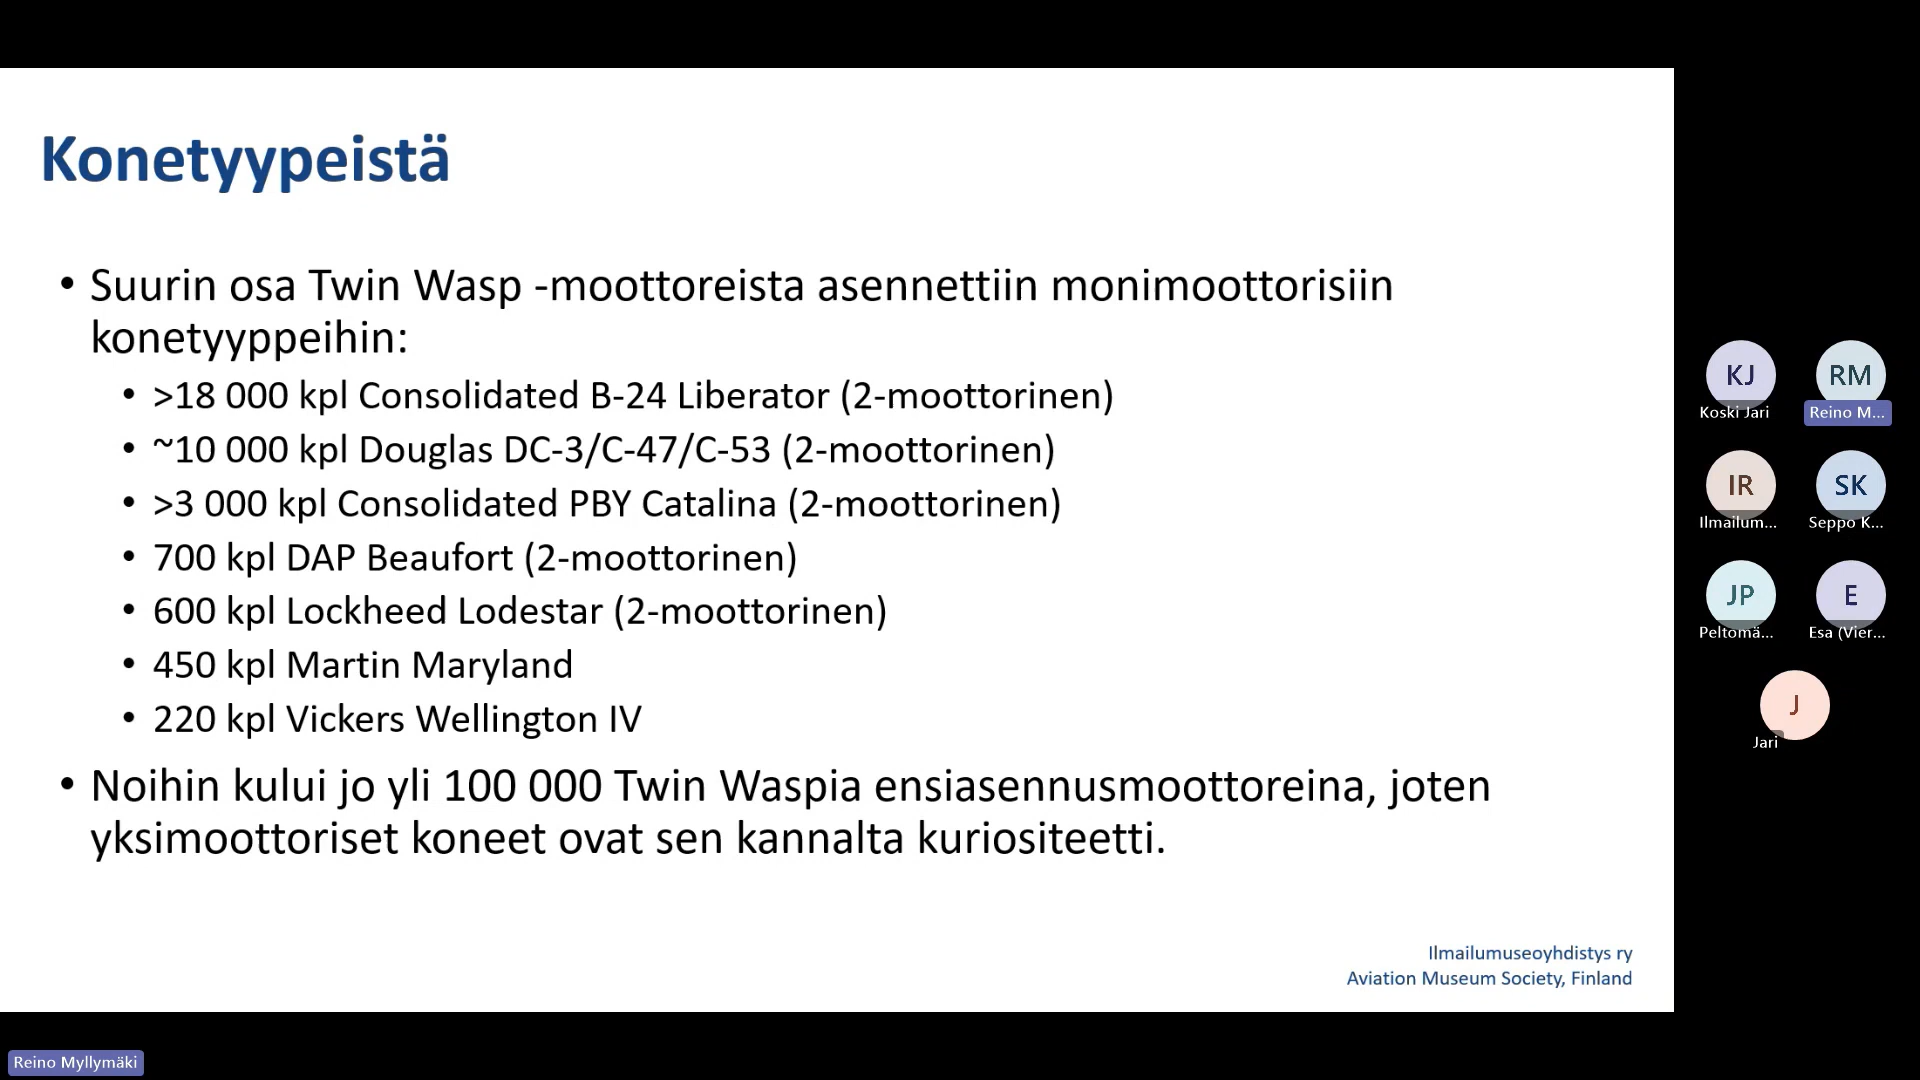 Konetyypeistä
• Suurin osa Twin Wasp -moottoreista asennettiin monimoottorisiin
konetyyppeihin:
• >18 000 kpl Consolidated B-24 Liberator (2-moottorinen)
• ~10 000 kpl Douglas DC-3/C-47/C-53 (2-moottorinen)
• >3 000 kpl Consolidated PBY Catalina (2-moottorinen)
• 700 kpl DAP Beaufort (2-moottorinen)
• 600 kpl Lockheed Lodestar (2-moottorinen)
• 450 kpl Martin Maryland
• 220 kpl Vickers Wellington IV
• Noihin kului jo yli 100 000 Twin Waspia ensiasennusmoottoreina, joten
yksimoottoriset koneet ovat sen kannalta kuriositeetti.
Ilmailumuseoyhdistys ry
Aviation Museum Society, Finland
KJ
Koski Jari
RM
Reino M...
IR
Ilmailum...
SK
Seppo K...
JP
Peltomä...
E
Esa (Vier...
J
Jari
Reino Myllymäki